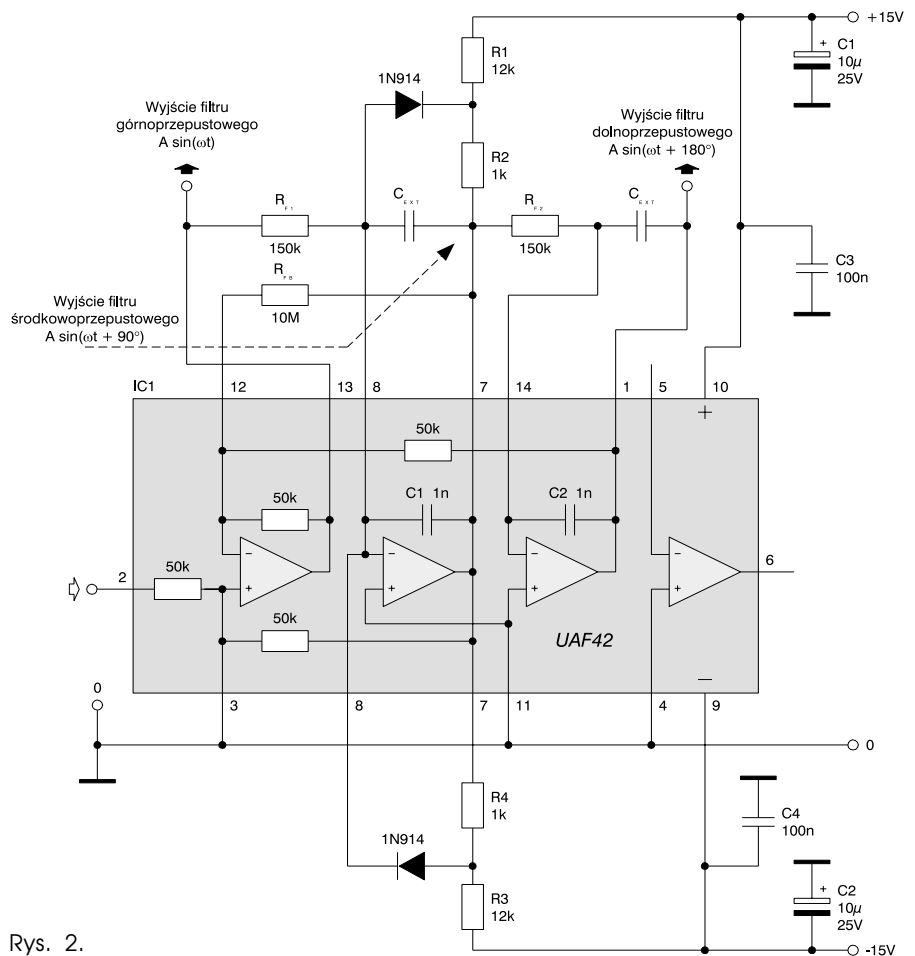 +15V
R1
12k
C1
10µ
25V
+
1N914
Wyjście filtru
górnoprzepustowego
A sin(ωt)
Wyjście filtru
dolnoprzepustowego
A sin(ωt + 180°)
R2
1k
RF1
150k
CEXT
RF2
150k
CEXT
C3
100n
RFB
10M
Wyjście filtru
środkowoprzepustowego
A sin(ωt + 90°)
IC1
12
13
8
7
14
1
5
10
+
50k
50k
C1 1n
C2 1n
2
50k
−
+
−
+
−
+
−
+
6
50k
UAF42
−
0
3
8
7
11
4
9
0
R4
1k
C4
100n
1N914
R3
12k
+
C2
10µ
25V
-15V
Rys. 2.